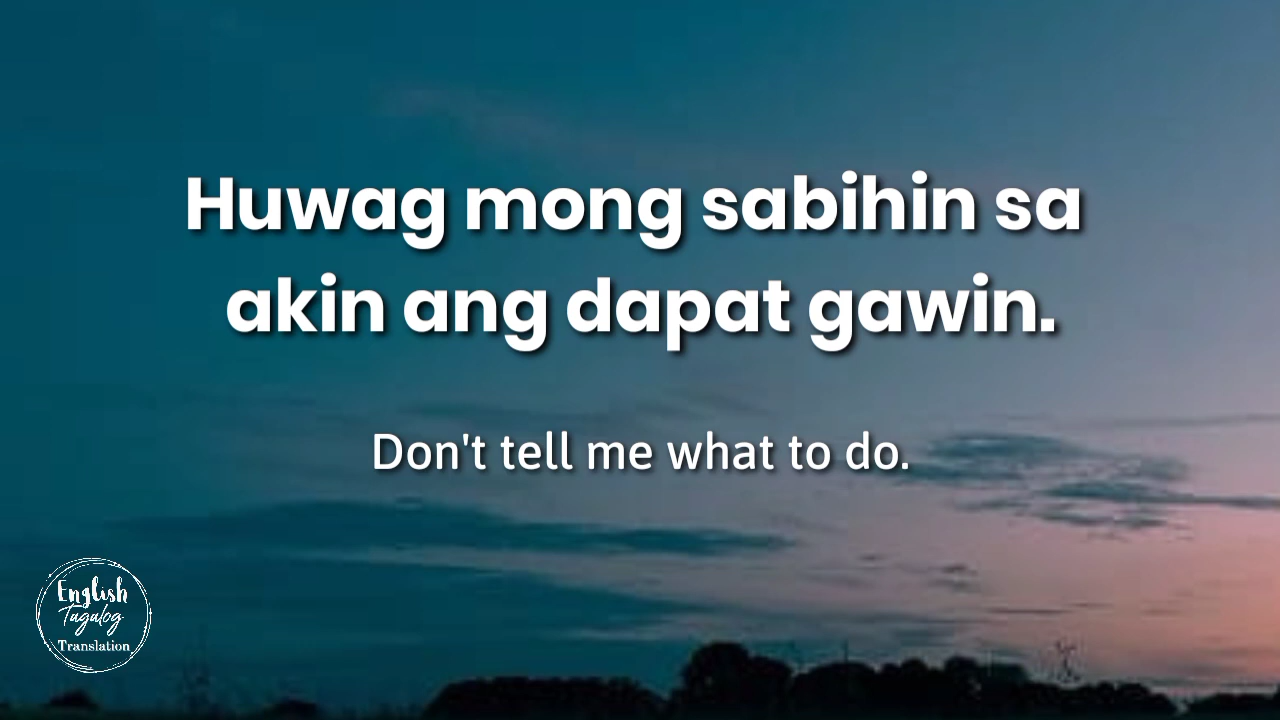 Huwag mong sabihin sa
akin ang dapat gawin.
Don't tell me what to do.
English
Tagalog
Translation